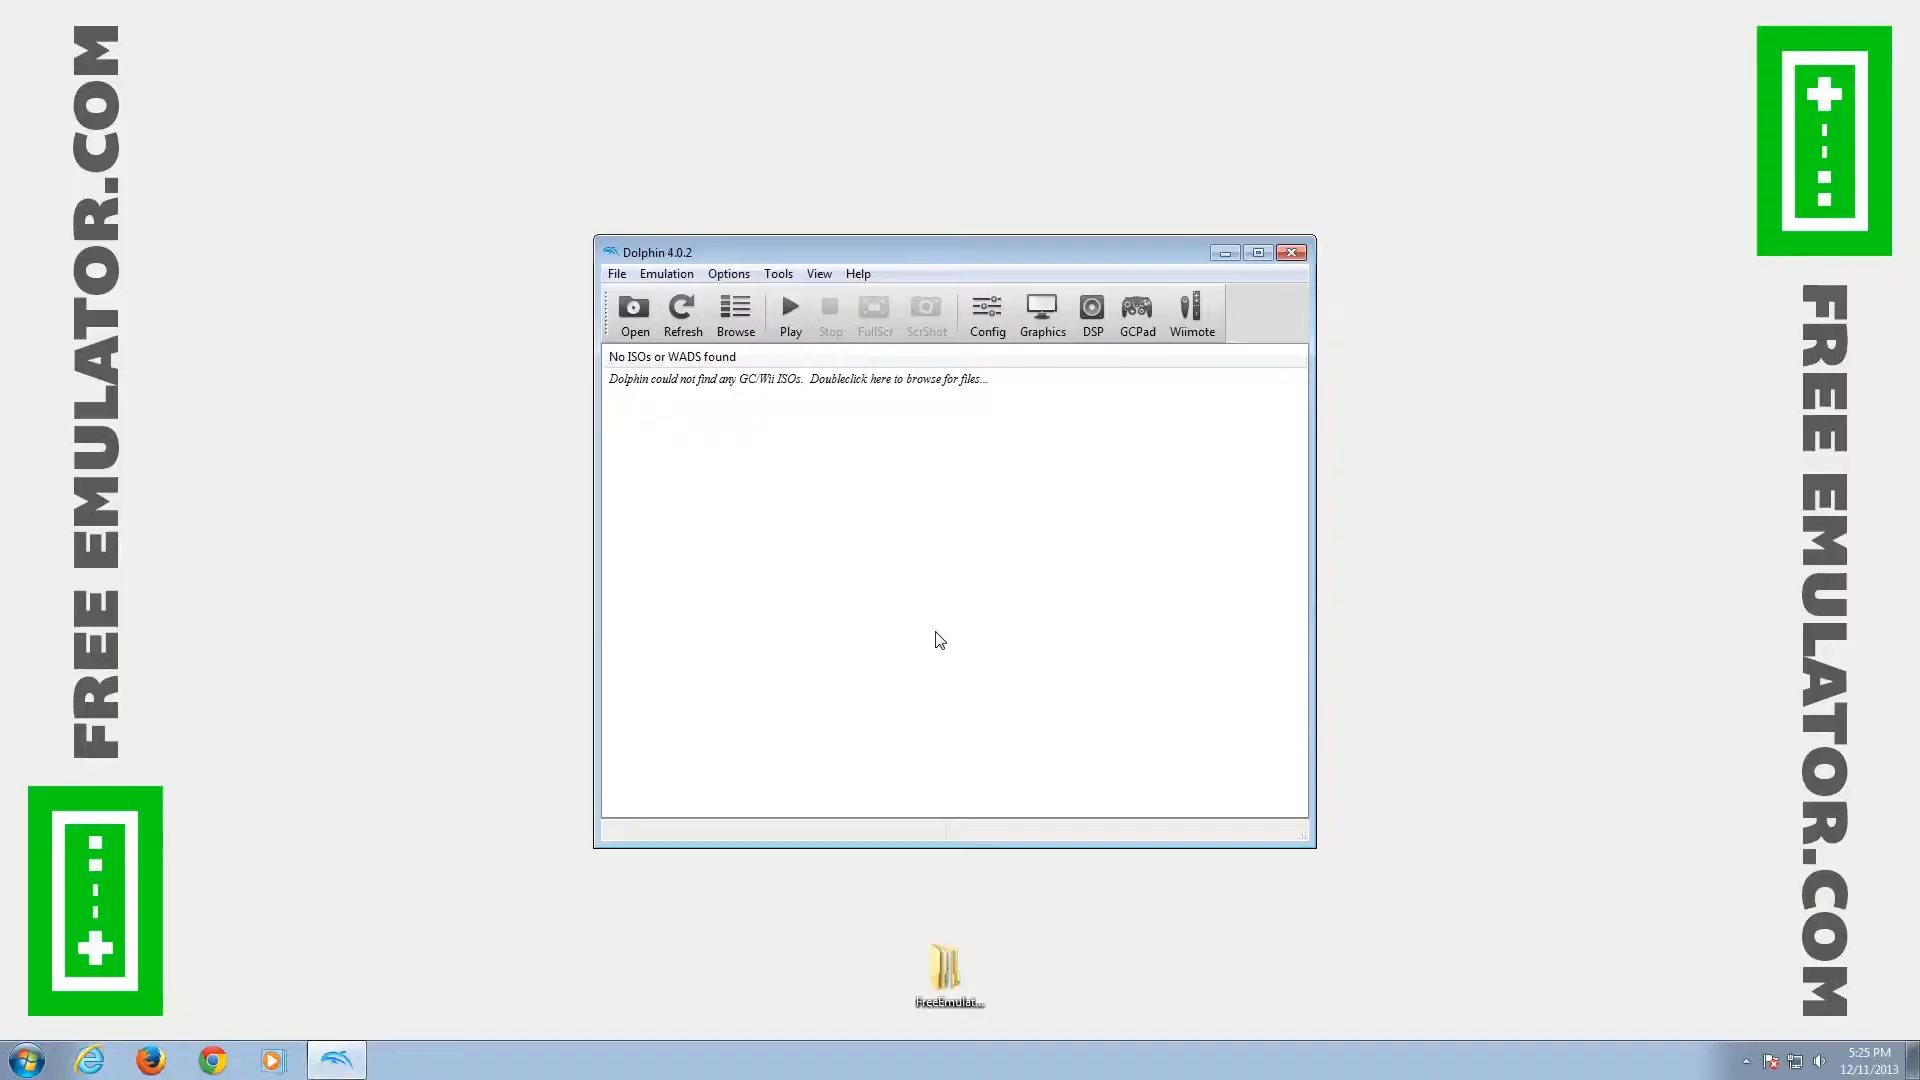 FREE EMULATOR.COM
Dolphin 4.0.2
File Emulation Options Tools View Help
Open Refresh Browse Play Stop FullScr ScrShot Config Graphics DSP GCPad Wiimote
No ISOs or WADS found
Dolphin could not find any GC/Wii ISOs. Doubleclick here to browse for files...
FREE EMULATOR.COM
FreeEmulat...
5:25 PM
12/11/2013